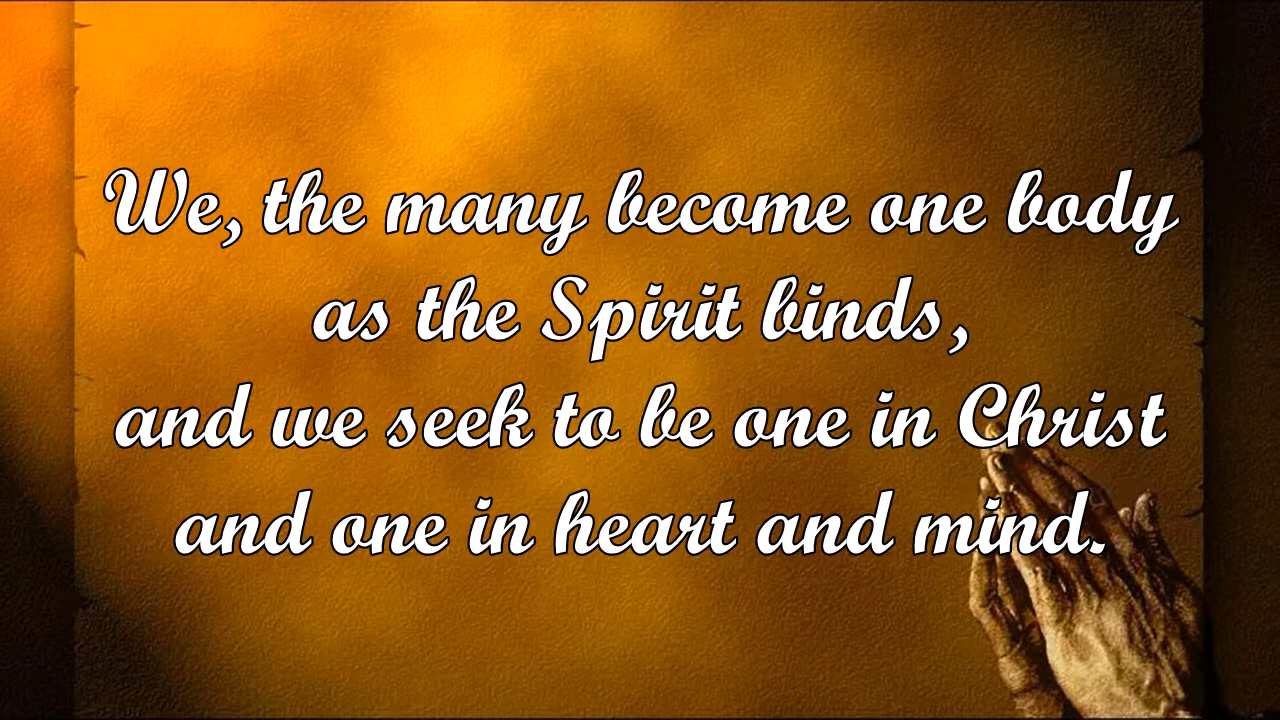 We, the many become one body
as the Spirit binds,
and we seek to be one in Christ
and one in heart and mind.